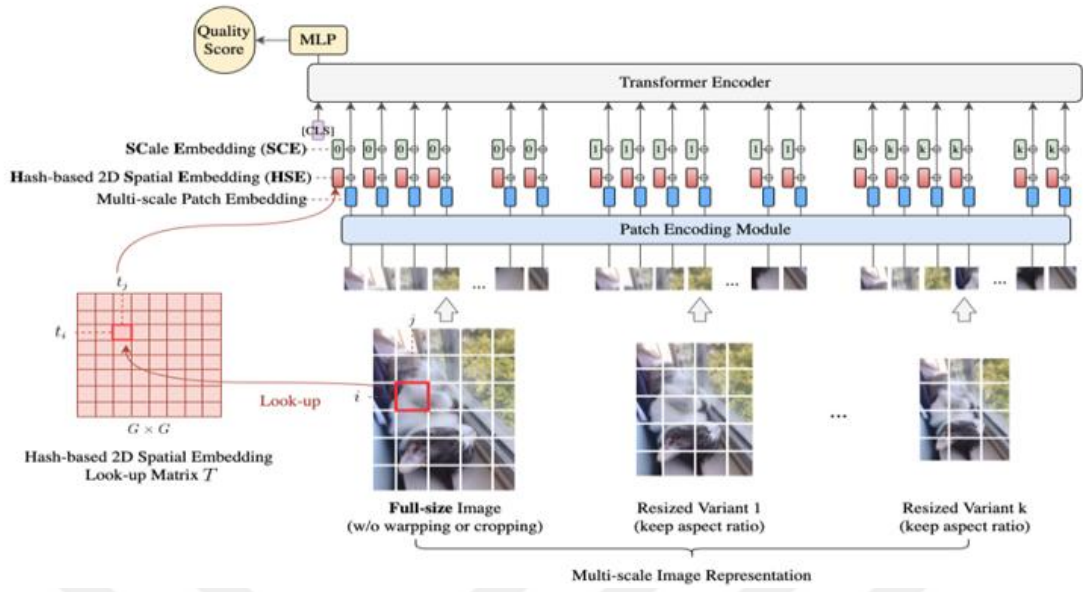 Quality
Score
MLP
Transformer Encoder
[CLS]
SCale Embedding (SCE)
0 0 0 0 0 0 1 1 1 1 1 1 k k k k k k
Hash-based 2D Spatial Embedding (HSE)
Multi-scale Patch Embedding
Patch Encoding Module
... ... ...
t_j
t_i
j
i
Look-up
G × G
Hash-based 2D Spatial Embedding
Look-up Matrix T
...
Full-size Image
(w/o warpping or cropping)
Resized Variant 1
(keep aspect ratio)
Resized Variant k
(keep aspect ratio)
Multi-scale Image Representation